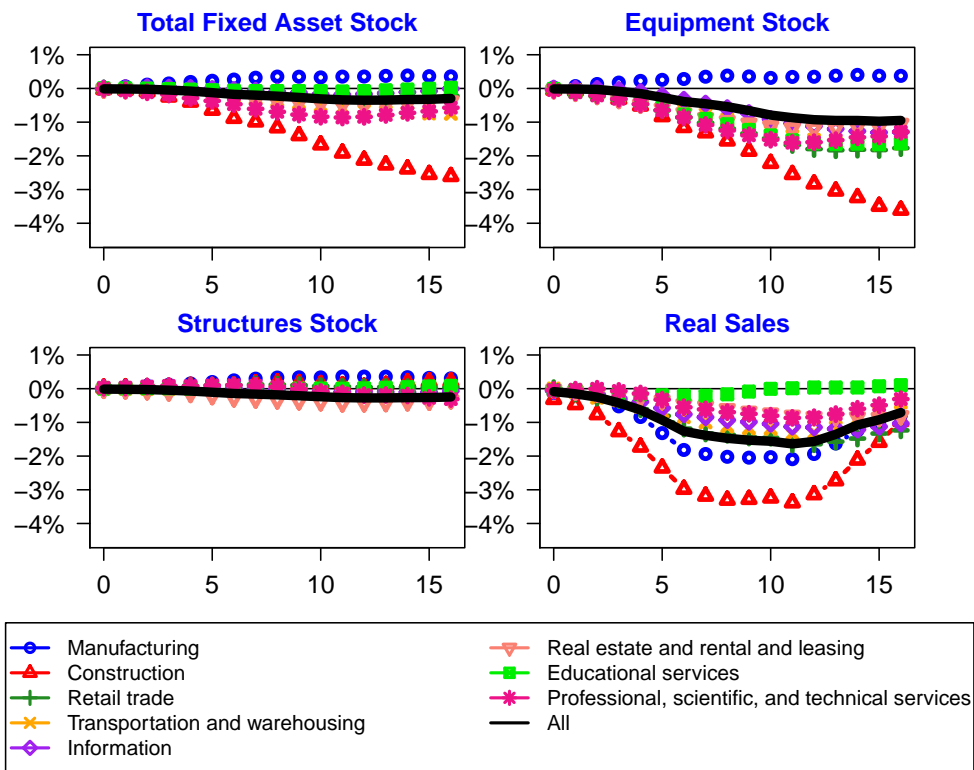 Total Fixed Asset Stock
1%
0%
−1%
−2%
−3%
−4%
0 5 10 15
Equipment Stock
1%
0%
−1%
−2%
−3%
−4%
0 5 10 15
Structures Stock
1%
0%
−1%
−2%
−3%
−4%
0 5 10 15
Real Sales
1%
0%
−1%
−2%
−3%
−4%
0 5 10 15
Manufacturing
Construction
Retail trade
Transportation and warehousing
Information
Real estate and rental and leasing
Educational services
Professional, scientific, and technical services
All